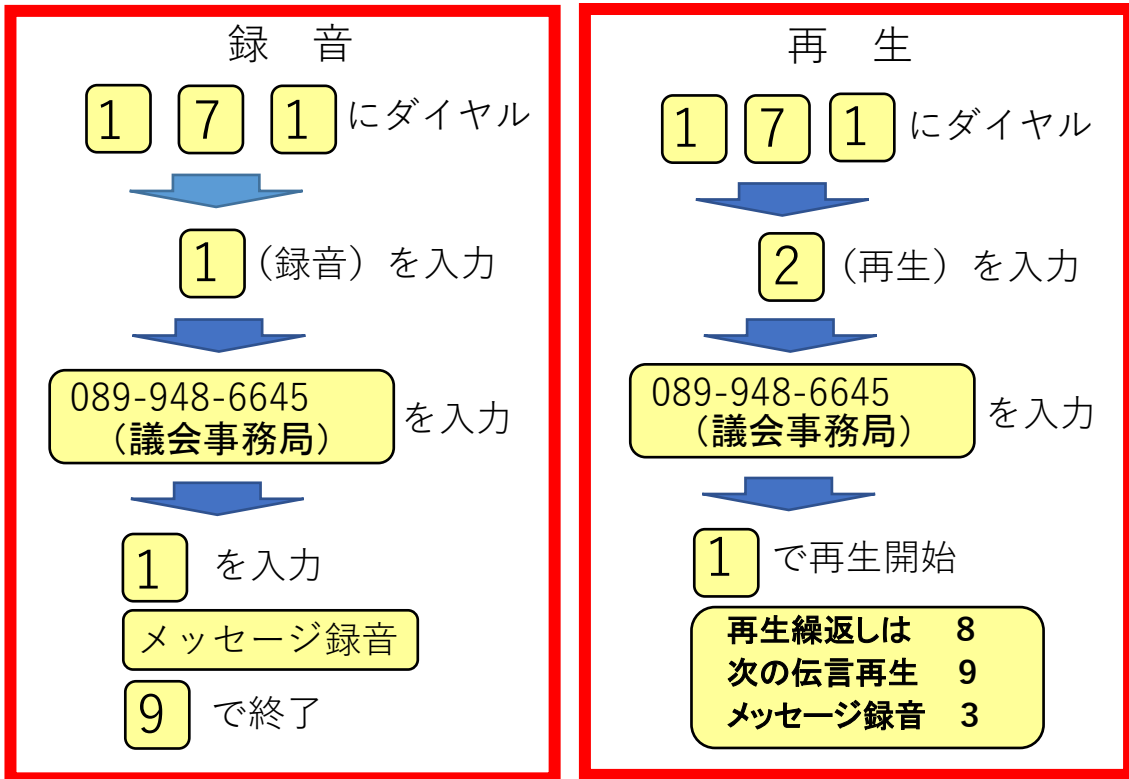 録　音
1 7 1 にダイヤル
1 （録音）を入力
089-948-6645
（議会事務局）
を入力
1 を入力
メッセージ録音
9 で終了
再　生
1 7 1 にダイヤル
2 （再生）を入力
089-948-6645
（議会事務局）
を入力
1 で再生開始
再生繰返しは　8
次の伝言再生　9
メッセージ録音　3